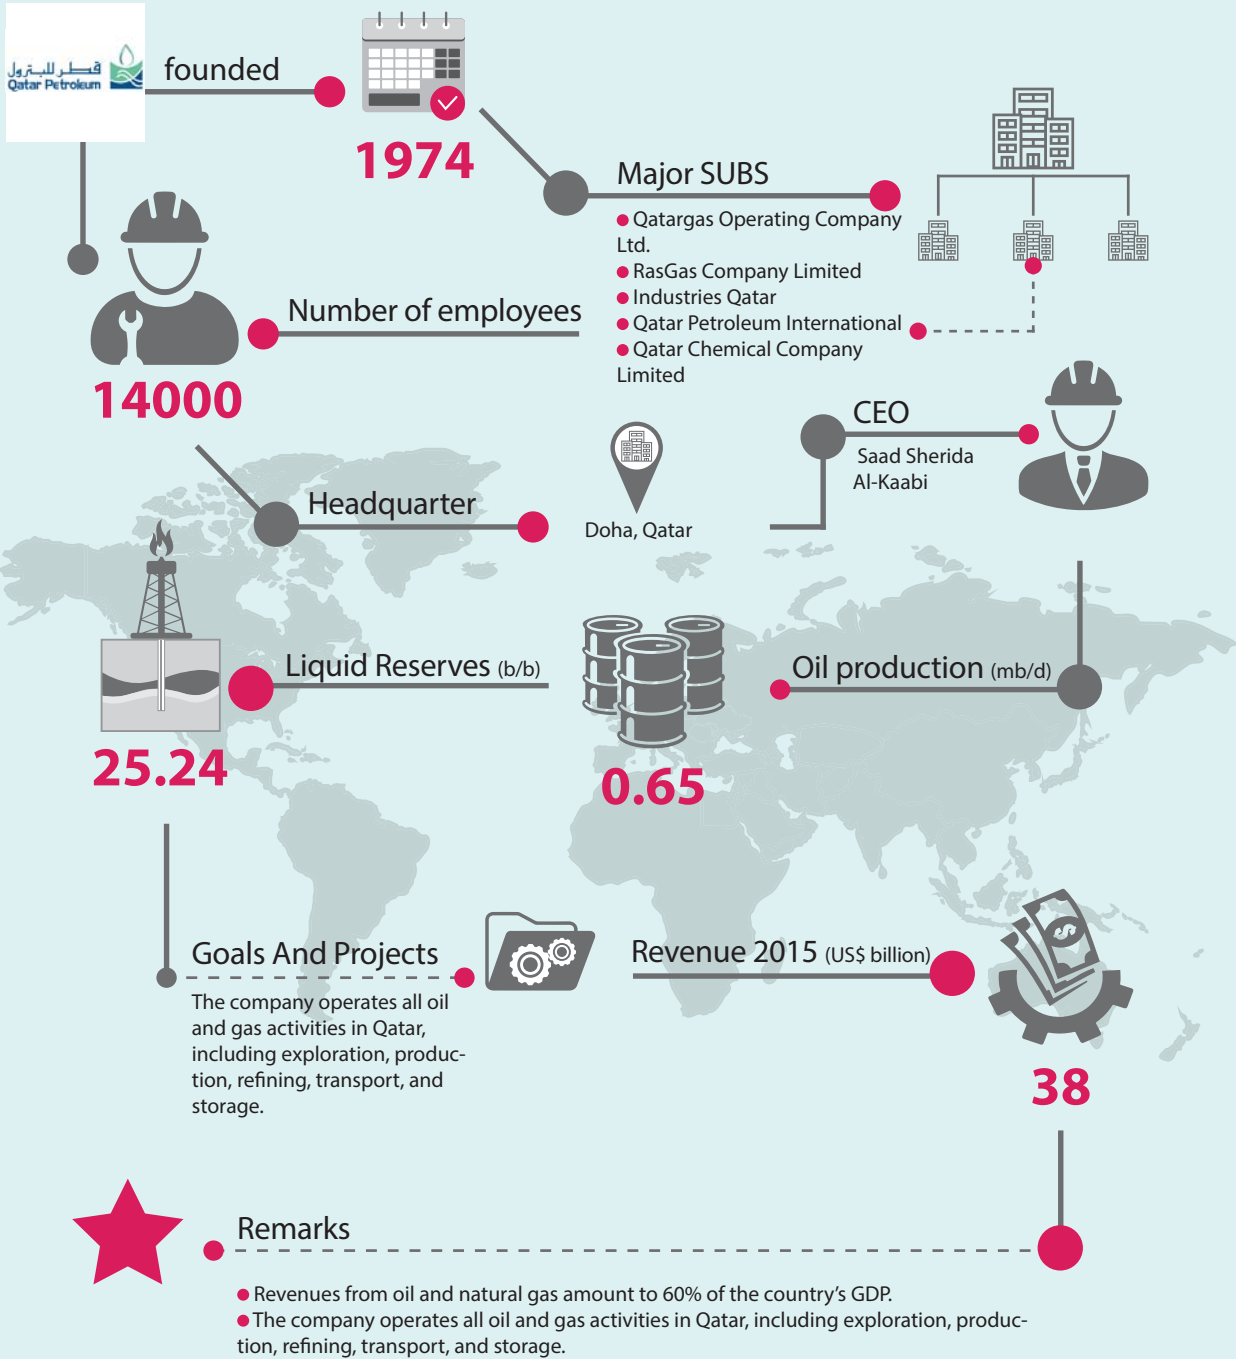 قطر للبترول
Qatar Petroleum
founded
1974
Major SUBS
Qatargas Operating Company
Ltd.
RasGas Company Limited
Industries Qatar
Qatar Petroleum International
Qatar Chemical Company
Limited
Number of employees
14000
CEO
Saad Sherida
Al-Kaabi
Headquarter
Doha, Qatar
Liquid Reserves (b/b)
25.24
Oil production (mb/d)
0.65
Goals And Projects
The company operates all oil
and gas activities in Qatar,
including exploration, produc-
tion, refining, transport, and
storage.
Revenue 2015 (US$ billion)
$
38
Remarks
Revenues from oil and natural gas amount to 60% of the country’s GDP.
The company operates all oil and gas activities in Qatar, including exploration, produc-
tion, refining, transport, and storage.